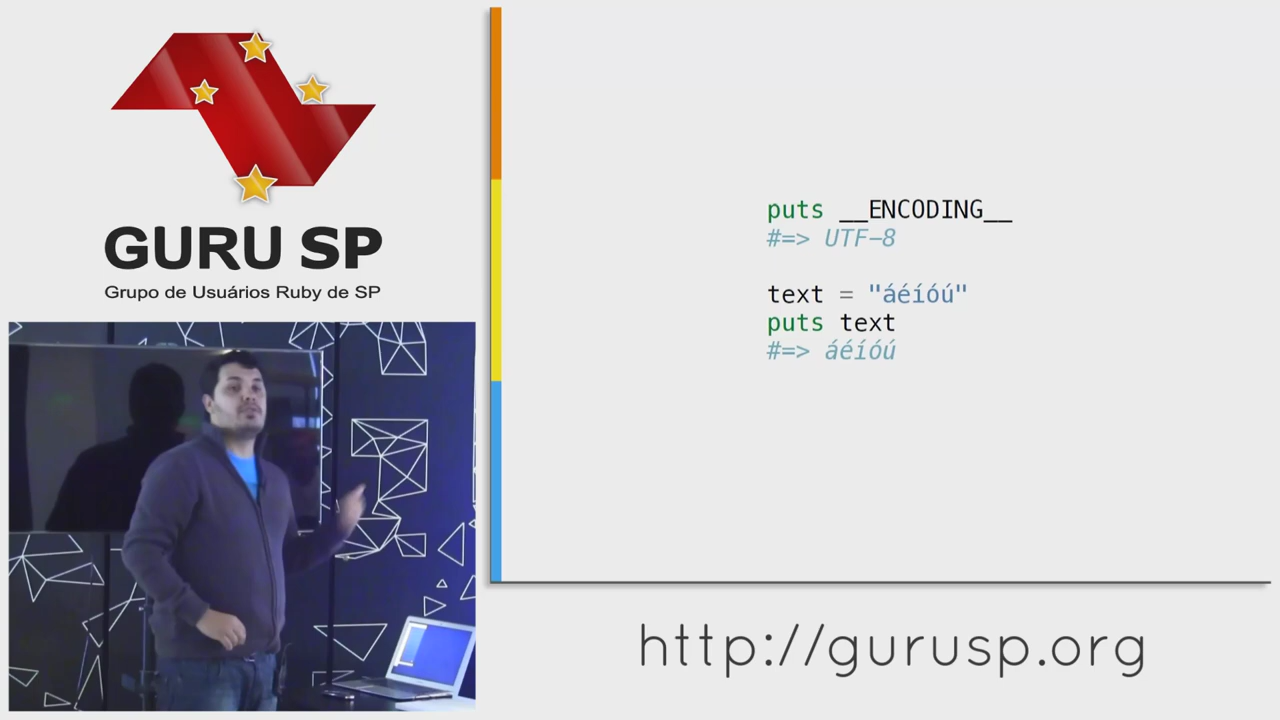 GURU SP
Grupo de Usuários Ruby de SP
puts __ENCODING__
#=> UTF-8
text = "áéíóú"
puts text
#=> áéíóú
http://gurusp.org